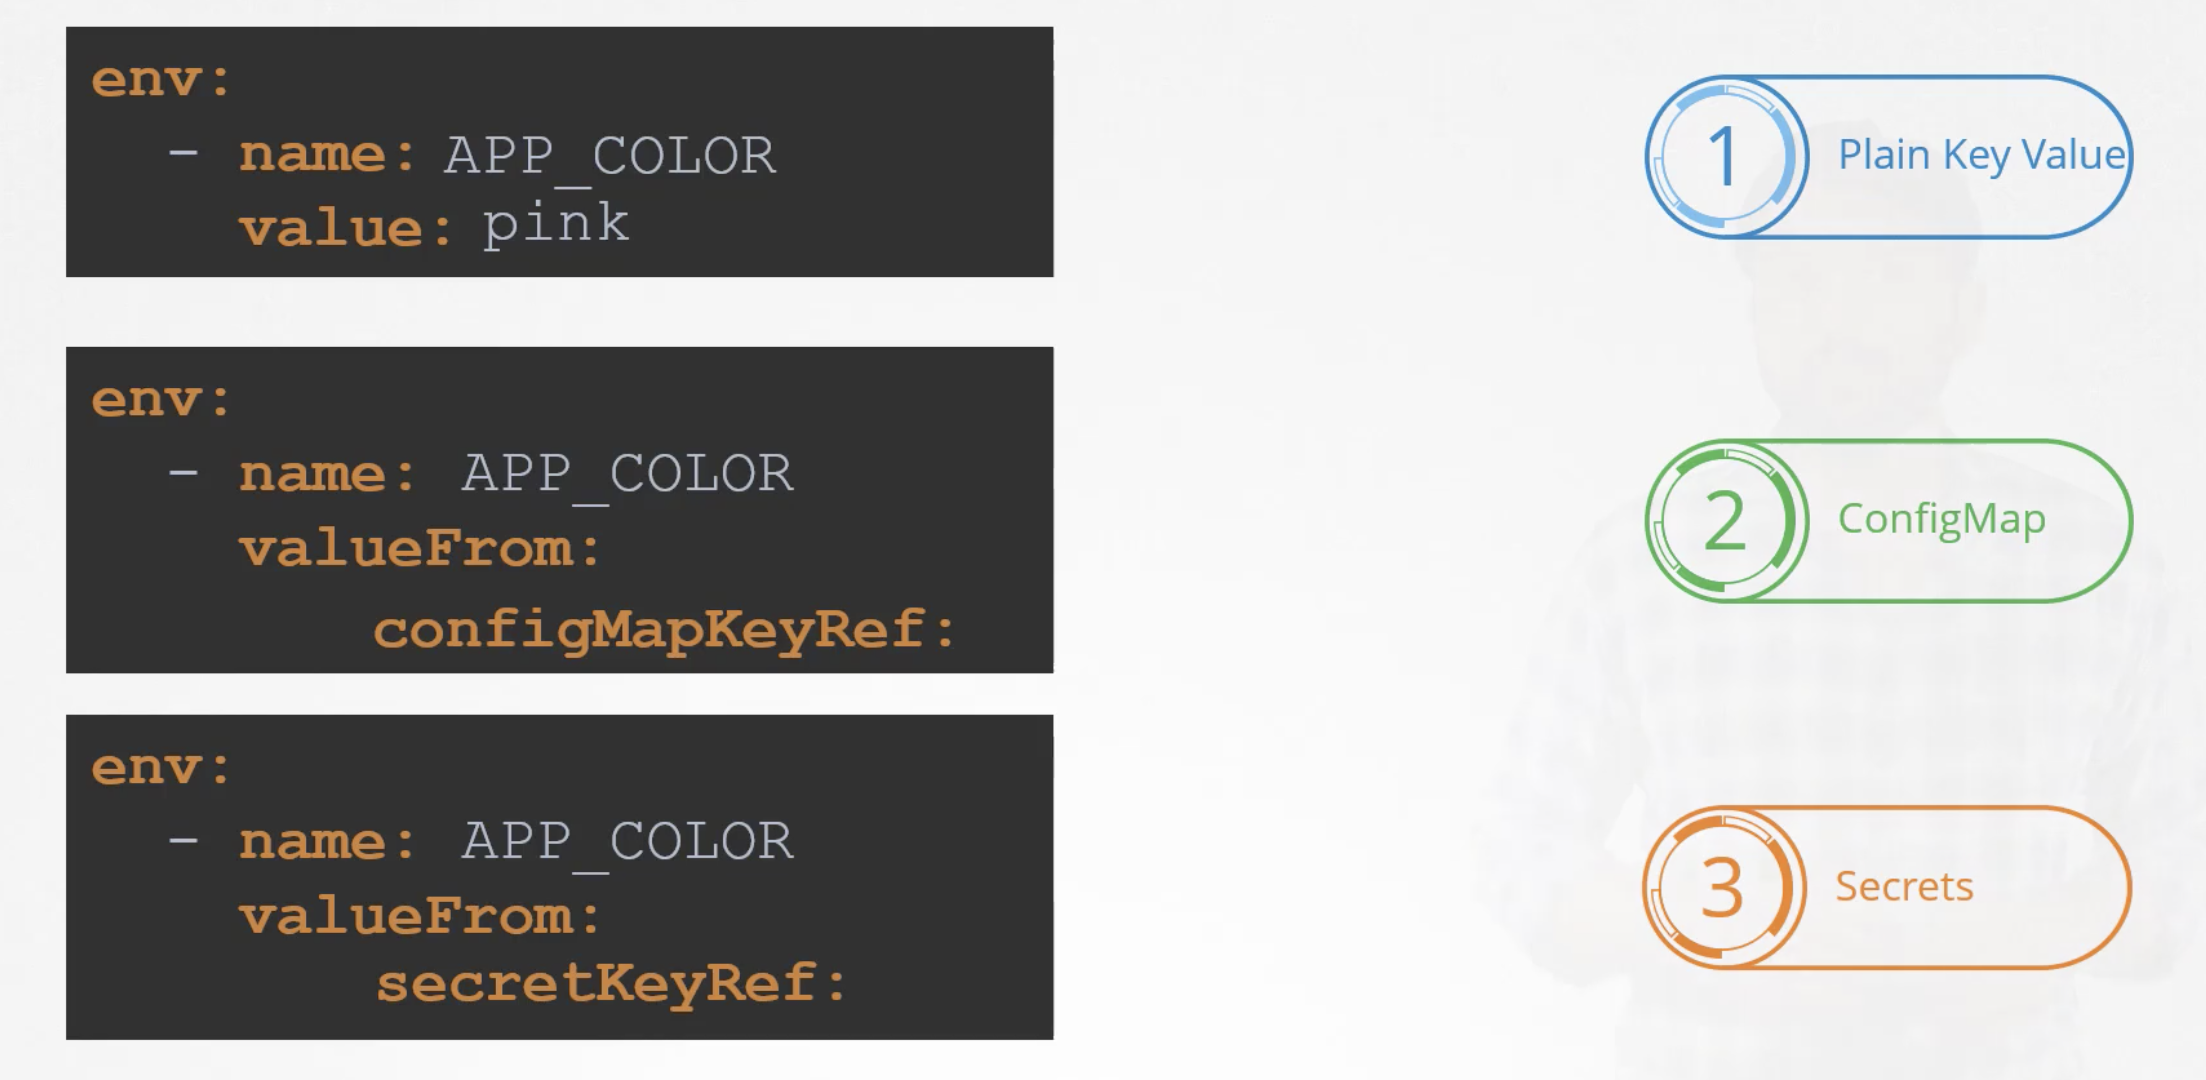 env:
- name: APP_COLOR
value: pink
1 Plain Key Value
env:
- name: APP_COLOR
valueFrom:
configMapKeyRef:
2 ConfigMap
env:
- name: APP_COLOR
valueFrom:
secretKeyRef:
3 Secrets